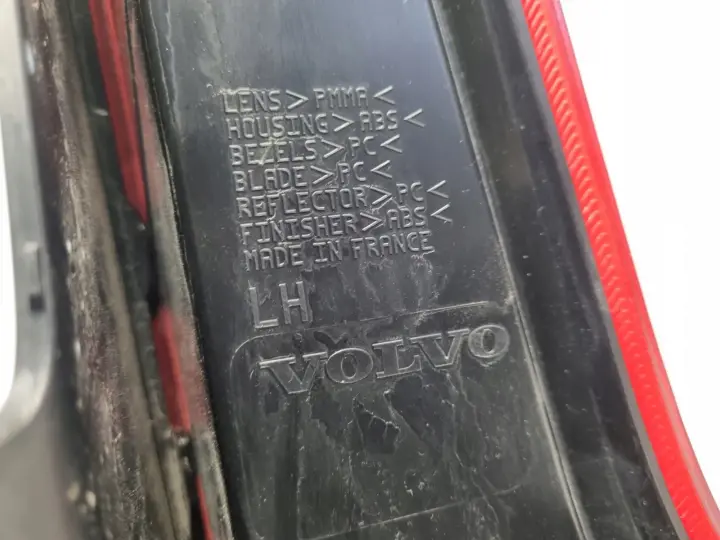 LENS>PMMA<
HOUSING>ABS<
BEZELS>PC<
BLADE>PC<
REFLECTOR>PC<
FINISHER>ABS<
MADE IN FRANCE
LH
VOLVO